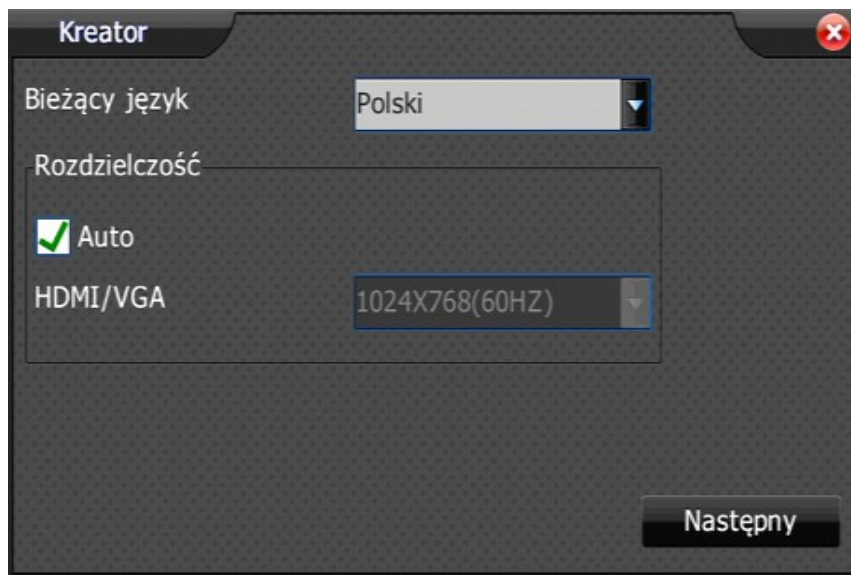 Kreator
Bieżący język
Polski
Rozdzielczość
Auto
HDMI/VGA
1024X768(60HZ)
Następny